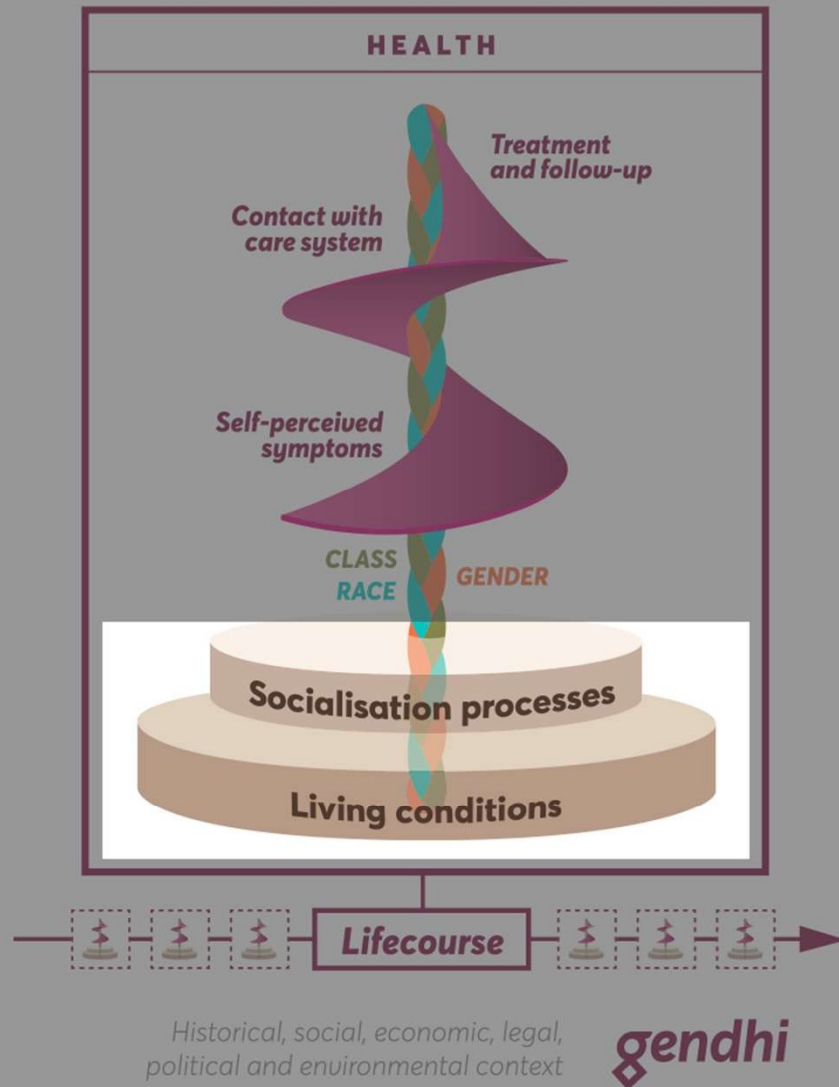 HEALTH
Treatment
and follow-up
Contact with
care system
Self-perceived
symptoms
CLASS
RACE
GENDER
Socialisation processes
Living conditions
Lifecourse
Historical, social, economic, legal,
political and environmental context
gendhi